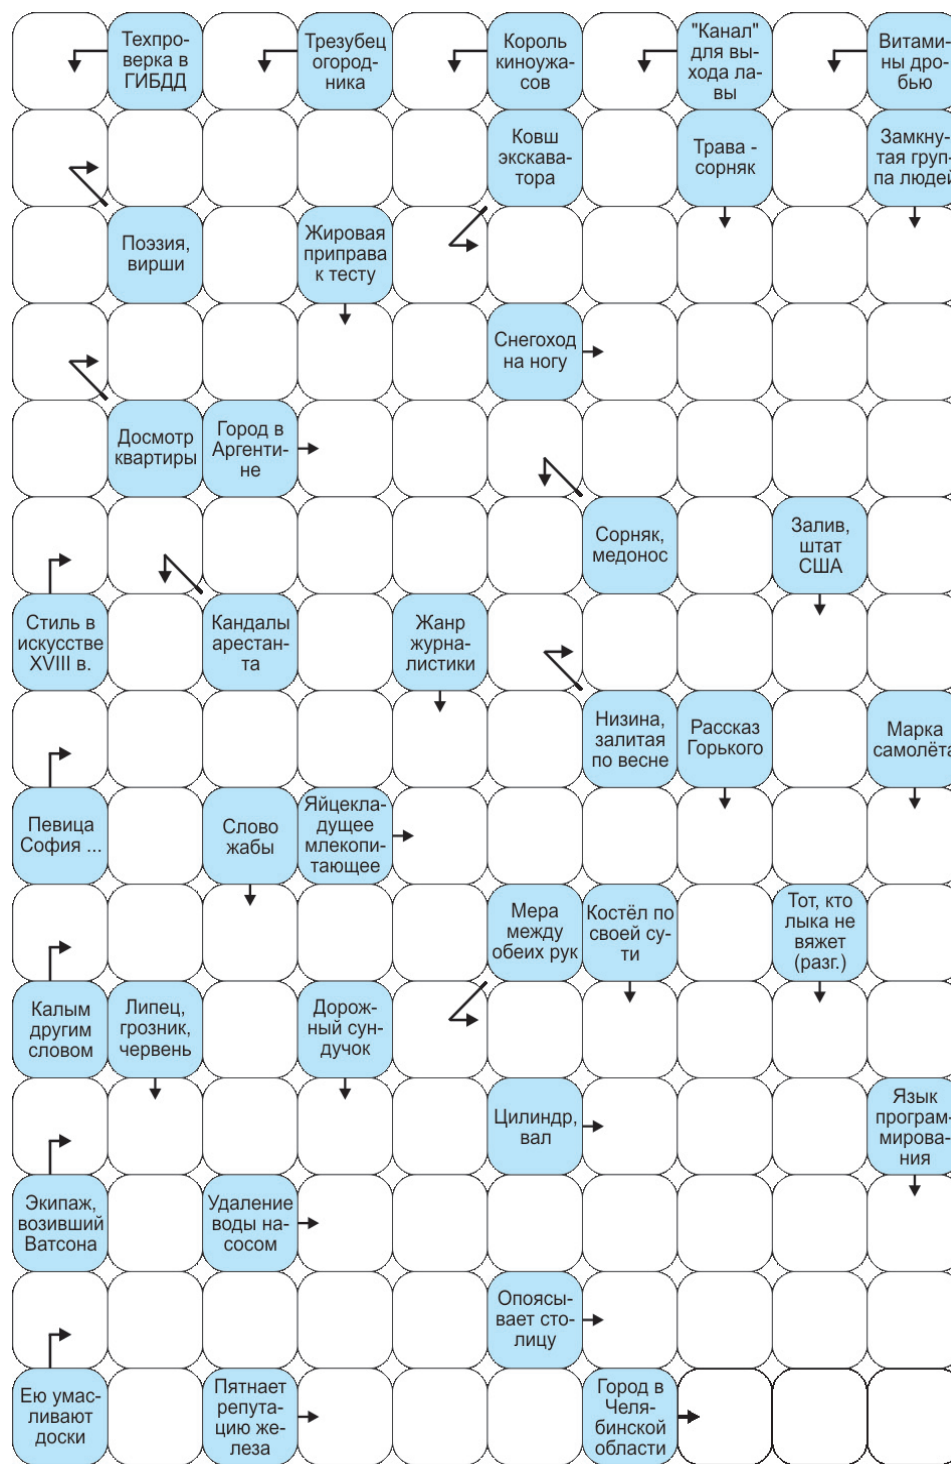 Техпро-
верка в
ГИБДД
Трезубец
огород-
ника
Король
киноужа-
сов
"Канал"
для вы-
хода ла-
вы
Витами-
ны дро-
бью
Ковш
экскава-
тора
Трава -
сорняк
Замкну-
тая груп-
па людей
Поэзия,
вирши
Жировая
приправа
к тесту
Снегоход
на ногу
Досмотр
квартиры
Город в
Аргенти-
не
Сорняк,
медонос
Залив,
штат
США
Стиль в
искусстве
XVIII в.
Кандалы
арестан-
та
Жанр
журна-
листики
Низина,
залитая
по весне
Рассказ
Горького
Марка
самолёта
Певица
София ...
Слово
жабы
Яйцекла-
дущее
млекопи-
тающее
Мера
между
обеих рук
Костёл по
своей су-
ти
Тот, кто
лыка не
вяжет
(разг.)
Калым
другим
словом
Липец,
грозник,
червень
Дорож-
ный сун-
дучок
Цилиндр,
вал
Язык
програм-
мирова-
ния
Экипаж,
возивший
Ватсона
Удаление
воды на-
сосом
Опоясы-
вает сто-
лицу
Ею умас-
ливают
доски
Пятнает
репута-
цию же-
леза
Город в
Челя-
бинской
области